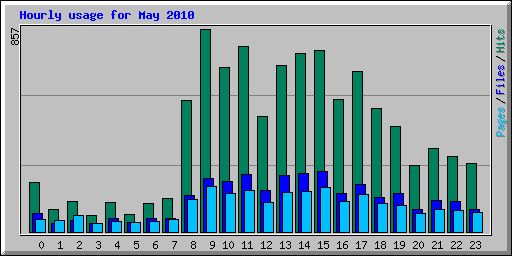 Hourly usage for May 2010
857
Pages / Files / Hits
0 1 2 3 4 5 6 7 8 9 10 11 12 13 14 15 16 17 18 19 20 21 22 23